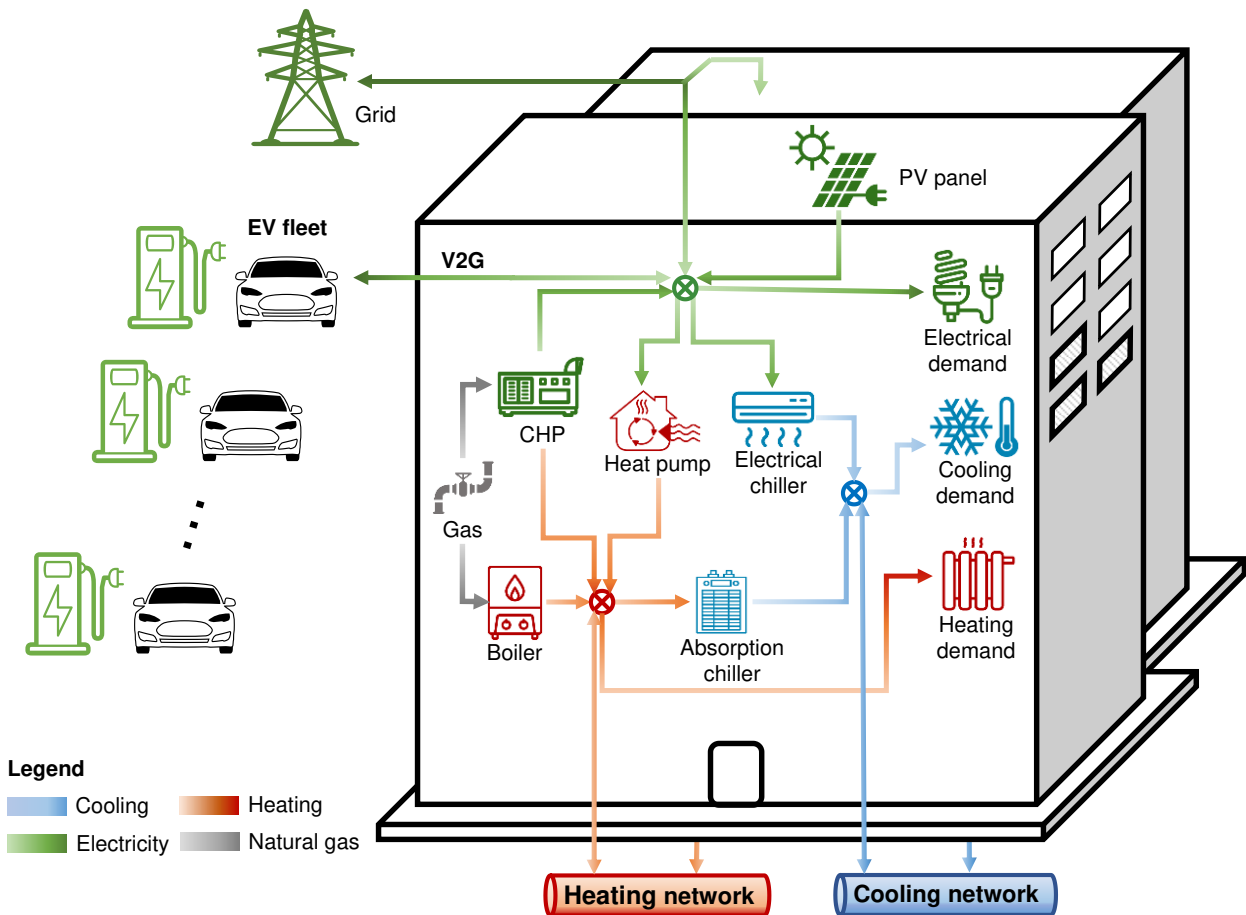 Grid
PV panel
EV fleet
V2G
Electrical
demand
CHP
Heat pump
Electrical
chiller
Cooling
demand
Gas
Boiler
Absorption
chiller
Heating
demand
Legend
Cooling
Heating
Electricity
Natural gas
Heating network
Cooling network